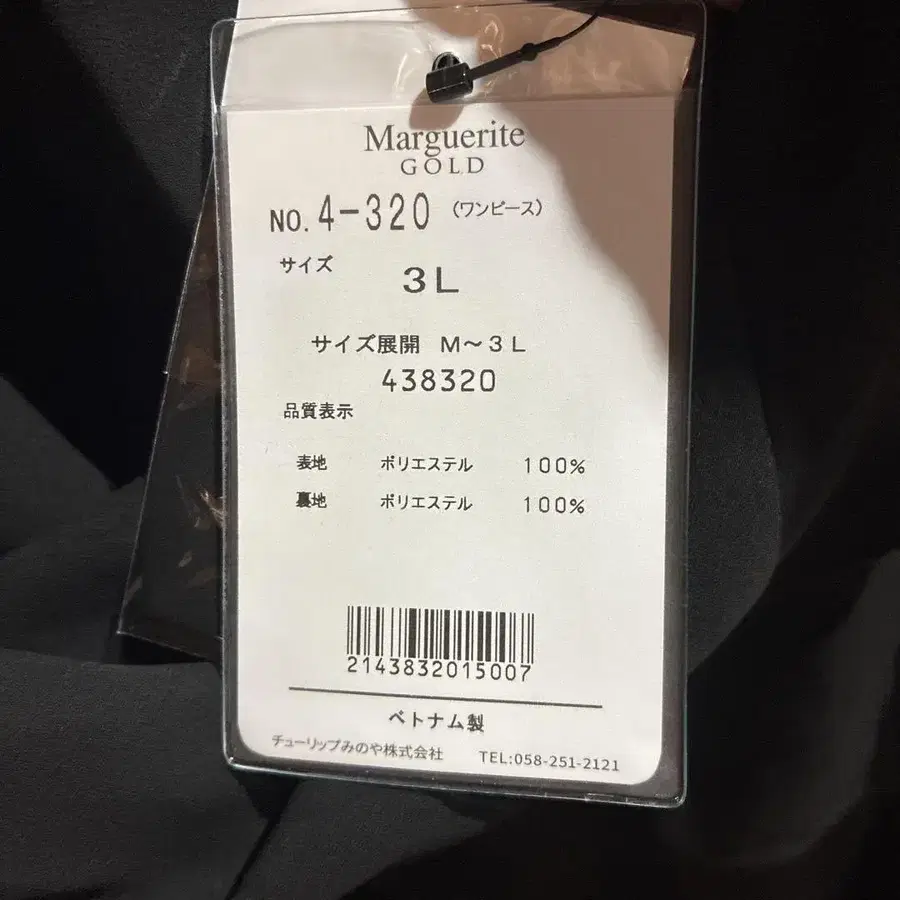 Marguerite
GOLD
NO. 4-320 (ワンピース)
サイズ
3L
サイズ展開 M〜3L
438320
品質表示
表地 ポリエステル 100%
裏地 ポリエステル 100%
2143832015007
ベトナム製
チューリップみのや株式会社 TEL:058-251-2121